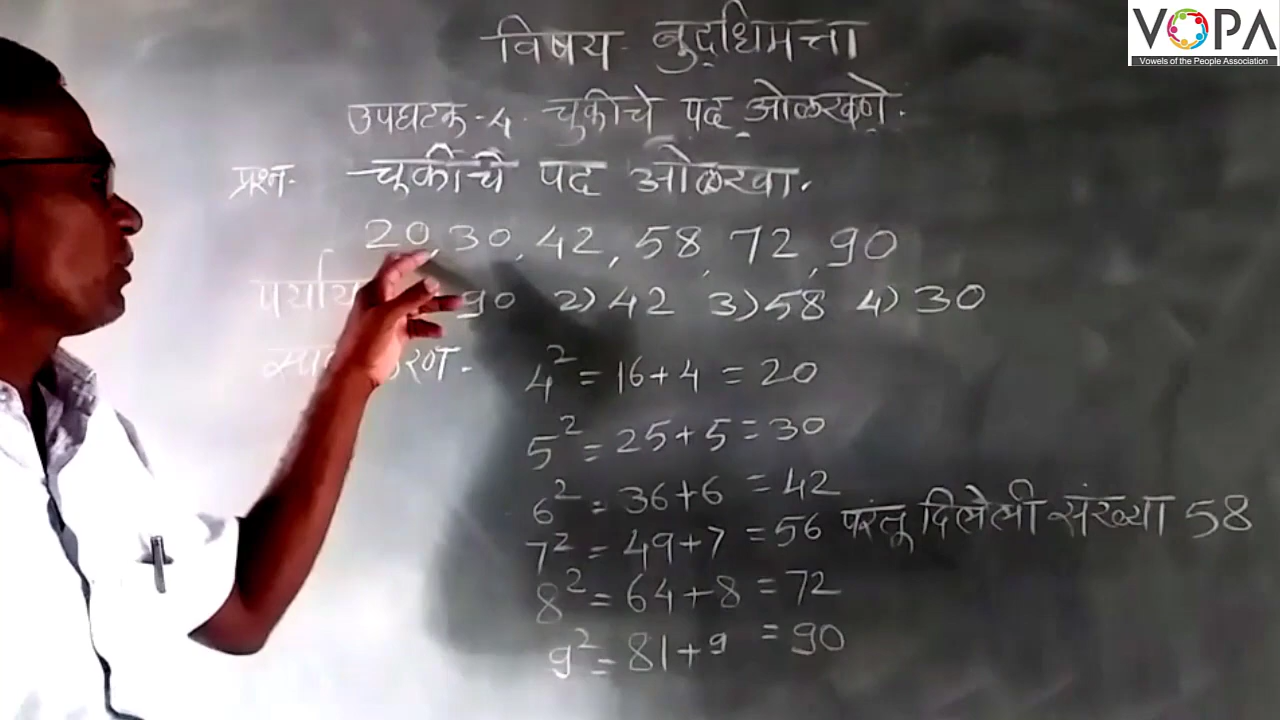 VOPA
Vowels of the People Association
विषय - बुद्धिमत्ता
उपघटक - 4. चुकीचे पद ओळखणे.
प्रश्न. चूकीचे पद ओळखा.
20, 30, 42, 58, 72, 90
90 2) 42 3) 58 4) 30
4² = 16+4 = 20
5² = 25+5 = 30
6² = 36+6 = 42
7² = 49+7 = 56 परंतू दिलेली संख्या 58
8² = 64+8 = 72
9² = 81+9 = 90